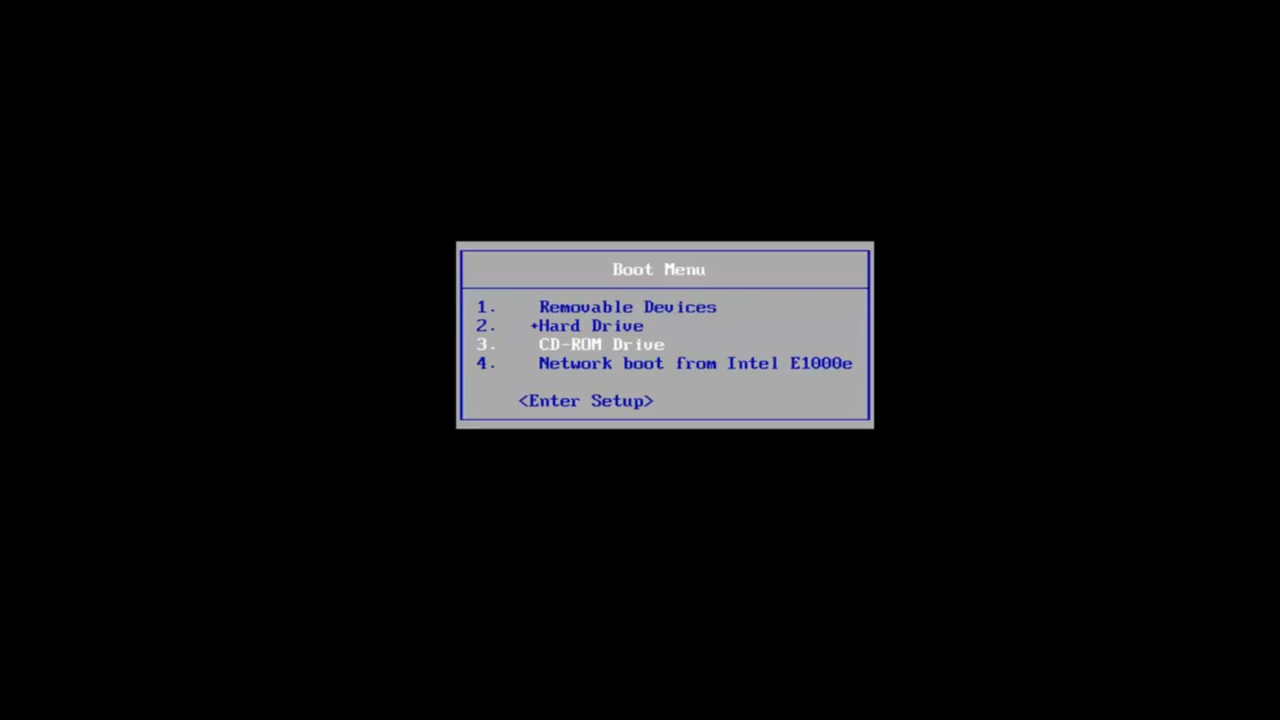 Boot Menu
1. Removable Devices
2. +Hard Drive
3. CD-ROM Drive
4. Network boot from Intel E1000e
<Enter Setup>